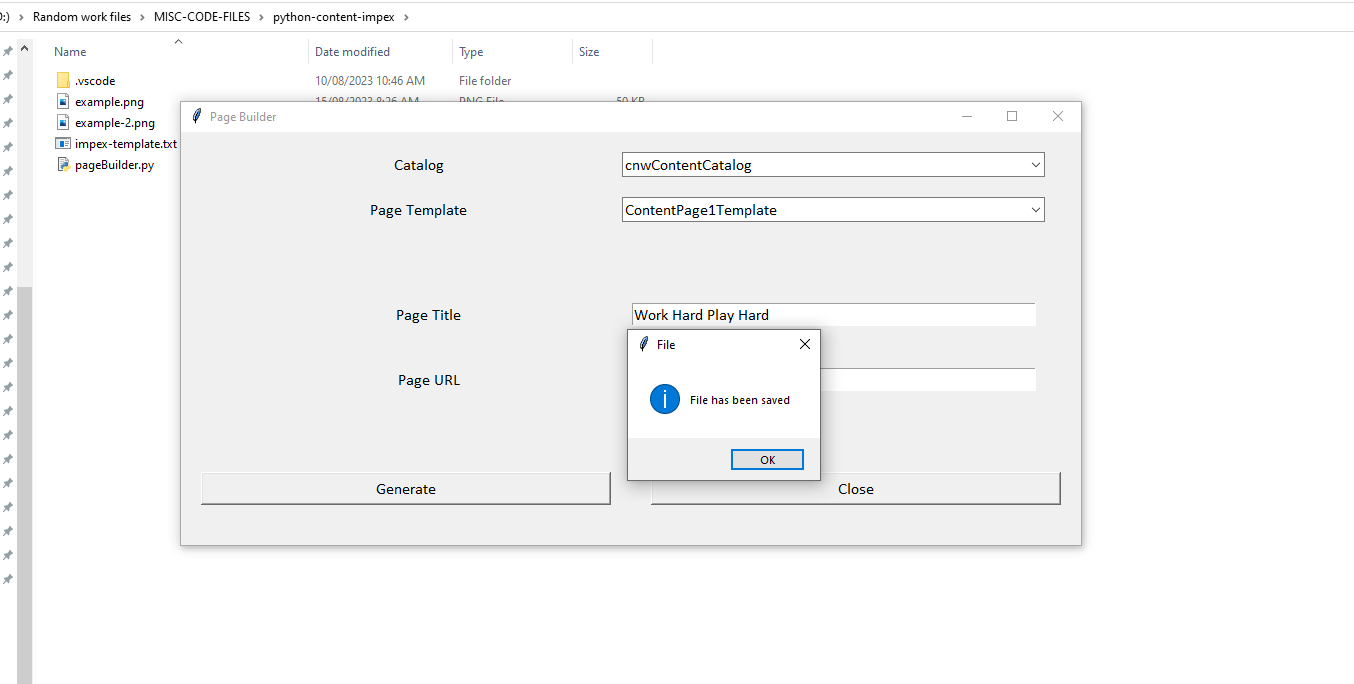 :) › Random work files › MISC-CODE-FILES › python-content-impex ›
Name Date modified Type Size
.vscode 10/08/2023 10:46 AM File folder
example.png 15/08/2023 8:26 AM PNG File 50 KB
example-2.png
impex-template.txt
pageBuilder.py
Page Builder
Catalog cnwContentCatalog
Page Template ContentPage1Template
Page Title Work Hard Play Hard
Page URL
File
File has been saved
OK
Generate Close